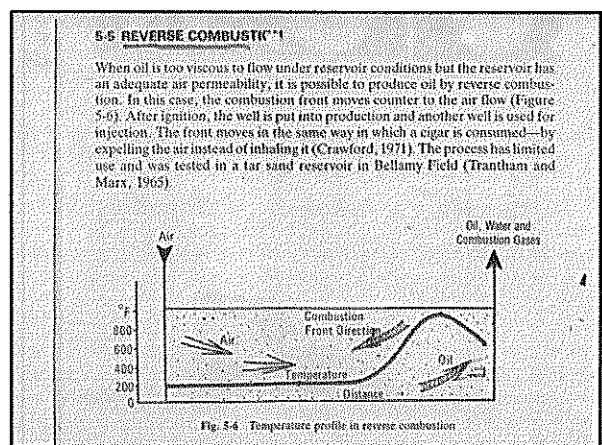 5-5 REVERSE COMBUSTI
When oil is too viscous to flow under reservoir conditions but the reservoir has
an adequate air permeability, it is possible to produce oil by reverse combus-
tion. In this case, the combustion front moves counter to the air flow (Figure
5-6). After ignition, the well is put into production and another well is used for
injection. The front moves in the same way in which a cigar is consumed—by
expelling the air instead of inhaling it (Crawford, 1971). The process has limited
use and was tested in a tar sand reservoir in Bellamy Field (Trantham and
Marx, 1965).
Air
Oil, Water and
Combustion Gases
°F
800
600
400
200
0
Combustion
Front Direction
Air
Temperature
Oil
Distance
Fig. 5-6 Temperature profile in reverse combustion